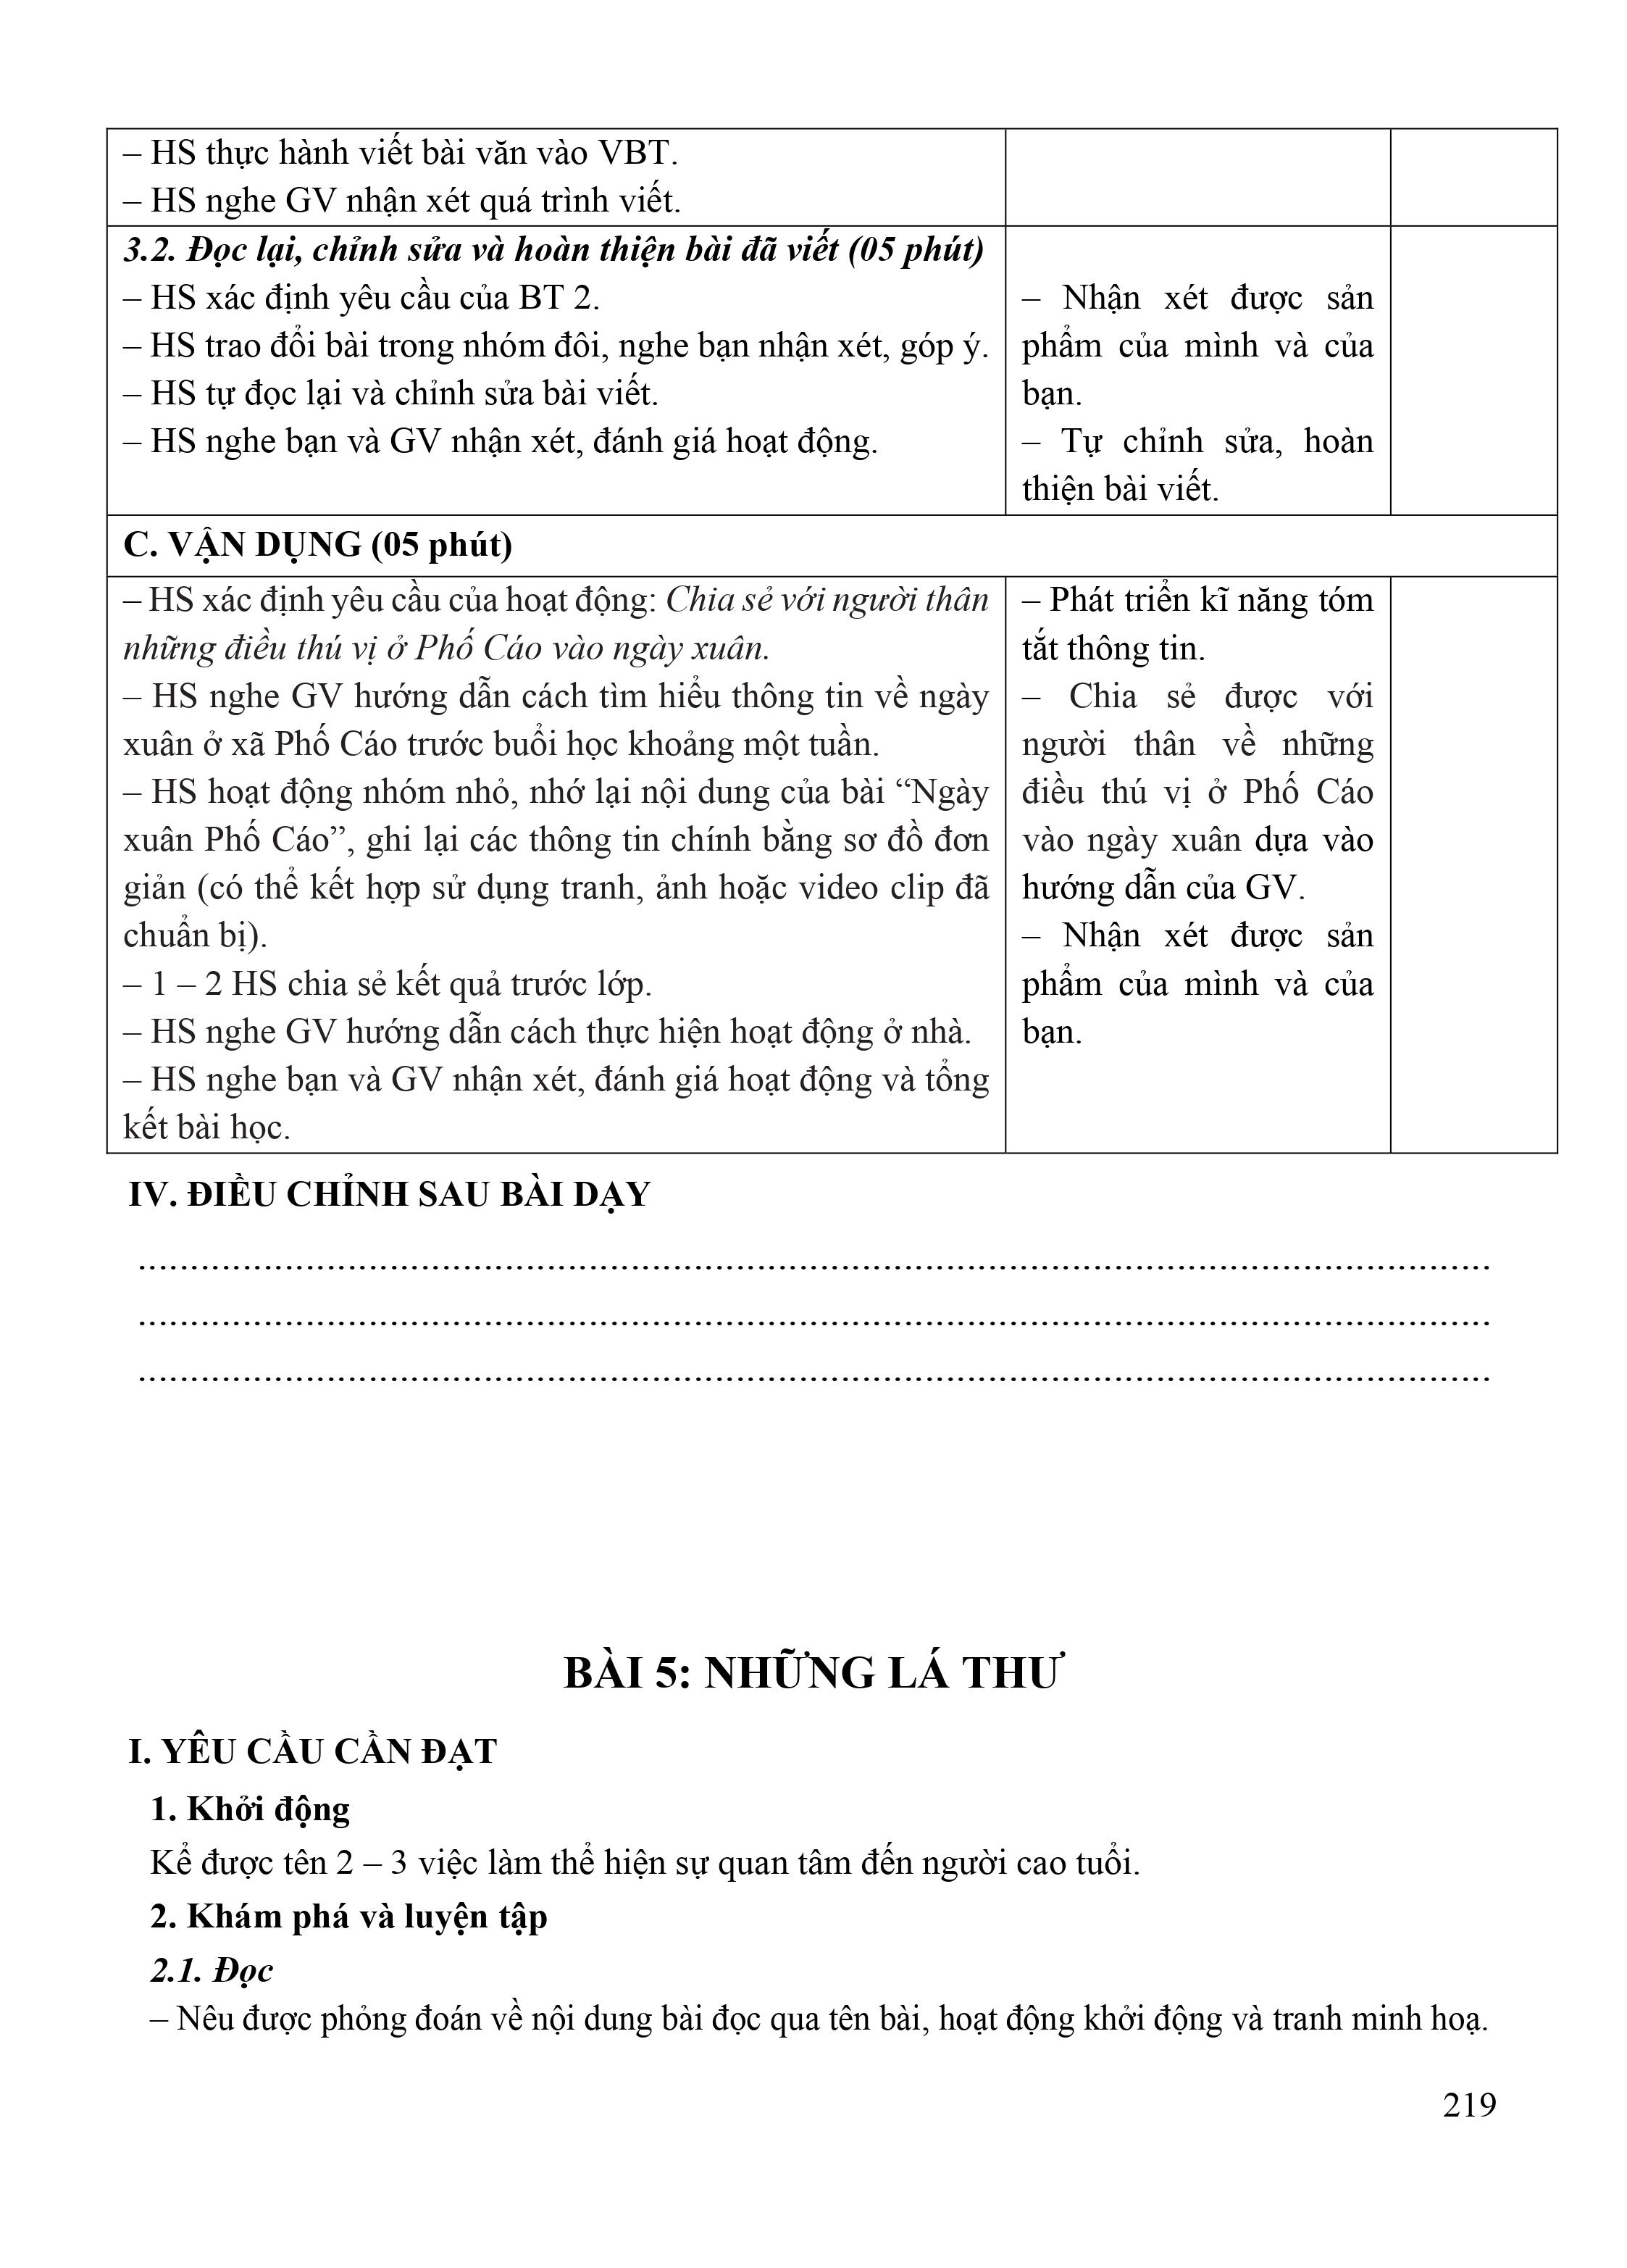 – HS thực hành viết bài văn vào VBT.
– HS nghe GV nhận xét quá trình viết.
3.2. Đọc lại, chỉnh sửa và hoàn thiện bài đã viết (05 phút)
– HS xác định yêu cầu của BT 2.
– HS trao đổi bài trong nhóm đôi, nghe bạn nhận xét, góp ý.
– HS tự đọc lại và chỉnh sửa bài viết.
– HS nghe bạn và GV nhận xét, đánh giá hoạt động.
– Nhận xét được sản
phẩm của mình và của
bạn.
– Tự chỉnh sửa, hoàn
thiện bài viết.
C. VẬN DỤNG (05 phút)
– HS xác định yêu cầu của hoạt động: Chia sẻ với người thân
những điều thú vị ở Phố Cáo vào ngày xuân.
– HS nghe GV hướng dẫn cách tìm hiểu thông tin về ngày
xuân ở xã Phố Cáo trước buổi học khoảng một tuần.
– HS hoạt động nhóm nhỏ, nhớ lại nội dung của bài “Ngày
xuân Phố Cáo”, ghi lại các thông tin chính bằng sơ đồ đơn
giản (có thể kết hợp sử dụng tranh, ảnh hoặc video clip đã
chuẩn bị).
– 1 – 2 HS chia sẻ kết quả trước lớp.
– HS nghe GV hướng dẫn cách thực hiện hoạt động ở nhà.
– HS nghe bạn và GV nhận xét, đánh giá hoạt động và tổng
kết bài học.
– Phát triển kĩ năng tóm
tắt thông tin.
– Chia sẻ được với
người thân về những
điều thú vị ở Phố Cáo
vào ngày xuân dựa vào
hướng dẫn của GV.
– Nhận xét được sản
phẩm của mình và của
bạn.
IV. ĐIỀU CHỈNH SAU BÀI DẠY
BÀI 5: NHỮNG LÁ THƯ
I. YÊU CẦU CẦN ĐẠT
1. Khởi động
Kể được tên 2 – 3 việc làm thể hiện sự quan tâm đến người cao tuổi.
2. Khám phá và luyện tập
2.1. Đọc
– Nêu được phỏng đoán về nội dung bài đọc qua tên bài, hoạt động khởi động và tranh minh hoạ.
219